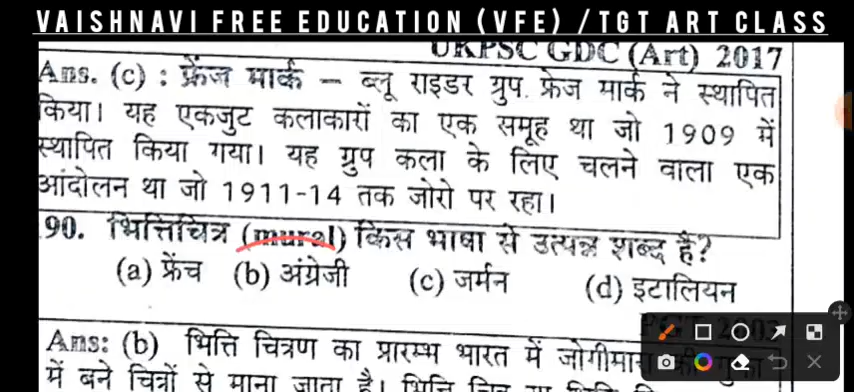 VAISHNAVI FREE EDUCATION (VFE) / TGT ART CLASS
UKPSC GDC (Art) 2017
Ans. (c) : फ्रेंज मार्क – ब्लू राइडर ग्रुप फ्रेंज मार्क ने स्थापित
किया। यह एकजुट कलाकारों का एक समूह था जो 1909 में
स्थापित किया गया। यह ग्रुप कला के लिए चलने वाला एक
आंदोलन था जो 1911-14 तक जोरो पर रहा।
90. भित्तिचित्र (mural) किस भाषा से उत्पन्न शब्द है?
(a) फ्रेंच (b) अंग्रेजी (c) जर्मन (d) इटालियन
Ans: (b) भित्ति चित्रण का प्रारम्भ भारत में जोगीमारा
में बने चित्रों से माना जाता है।